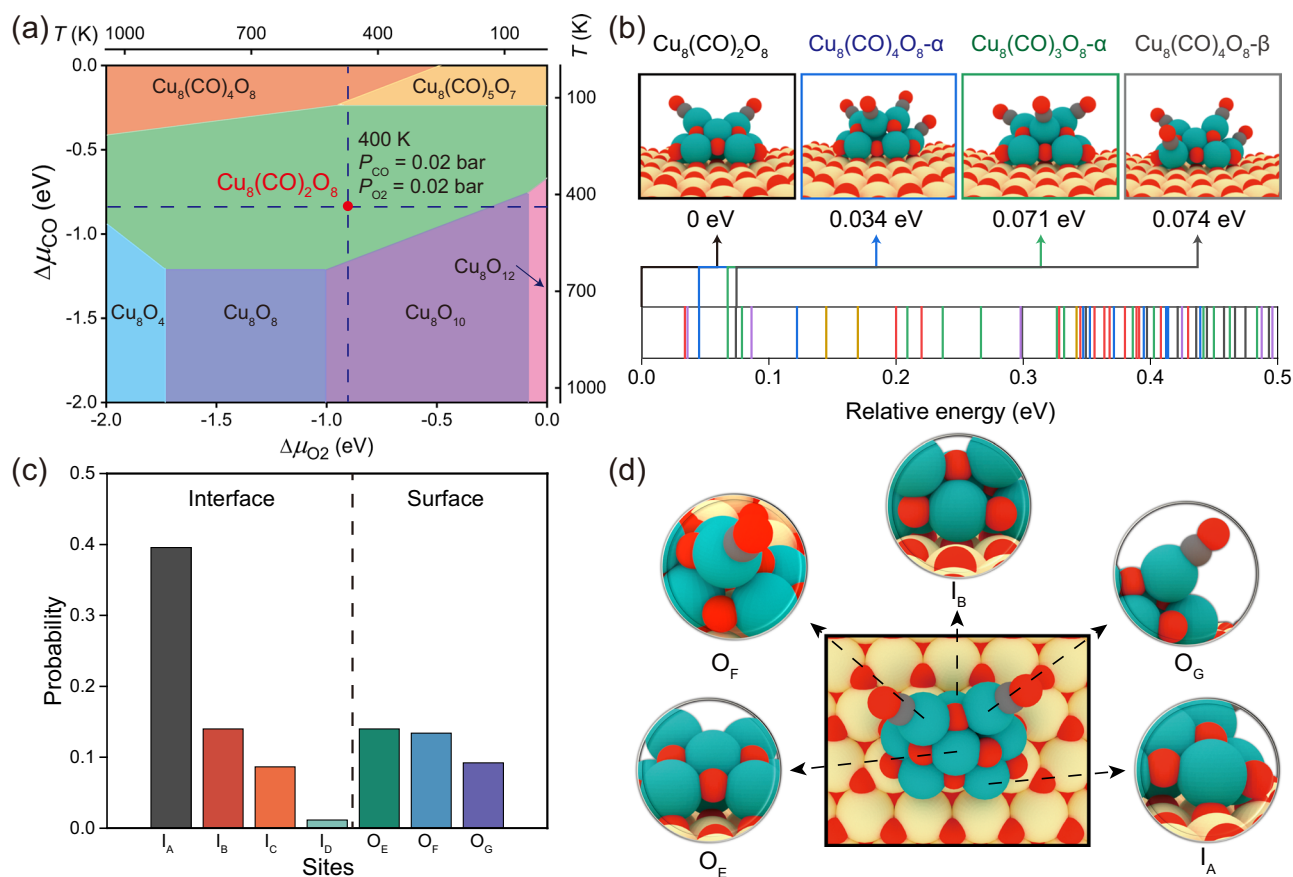 (a)
T (K)
1000
700
400
100
T (K)
0.0
-0.5
-1.0
-1.5
-2.0
ΔμCO (eV)
Cu8(CO)4O8
Cu8(CO)5O7
400 K
PCO = 0.02 bar
PO2 = 0.02 bar
Cu8(CO)2O8
Cu8O12
Cu8O4
Cu8O8
Cu8O10
100
400
700
1000
-2.0
-1.5
-1.0
-0.5
0.0
ΔμO2 (eV)
(b)
Cu8(CO)2O8
Cu8(CO)4O8-α
Cu8(CO)3O8-α
Cu8(CO)4O8-β
0 eV
0.034 eV
0.071 eV
0.074 eV
0.0
0.1
0.2
0.3
0.4
0.5
Relative energy (eV)
(c)
0.5
0.4
0.3
0.2
0.1
0.0
Probability
Interface
Surface
IA
IB
IC
ID
OE
OF
OG
Sites
(d)
IB
OF
OG
OE
IA